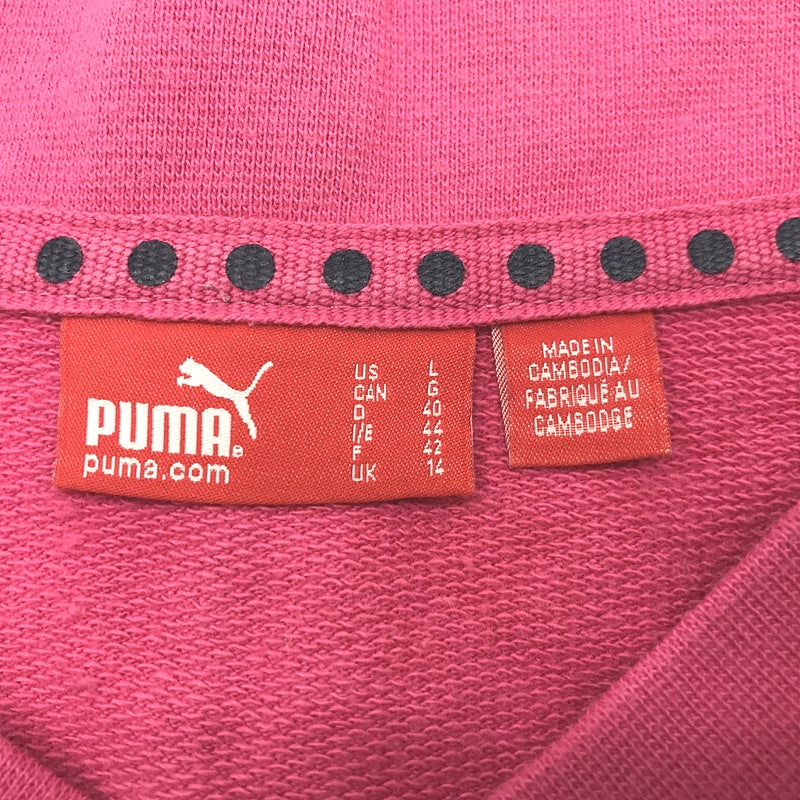 PUMA®
puma.com
US L
CAN G
D 40
I/E 44
F 42
UK 14
MADE IN
CAMBODIA/
FABRIQUÉ AU
CAMBODGE